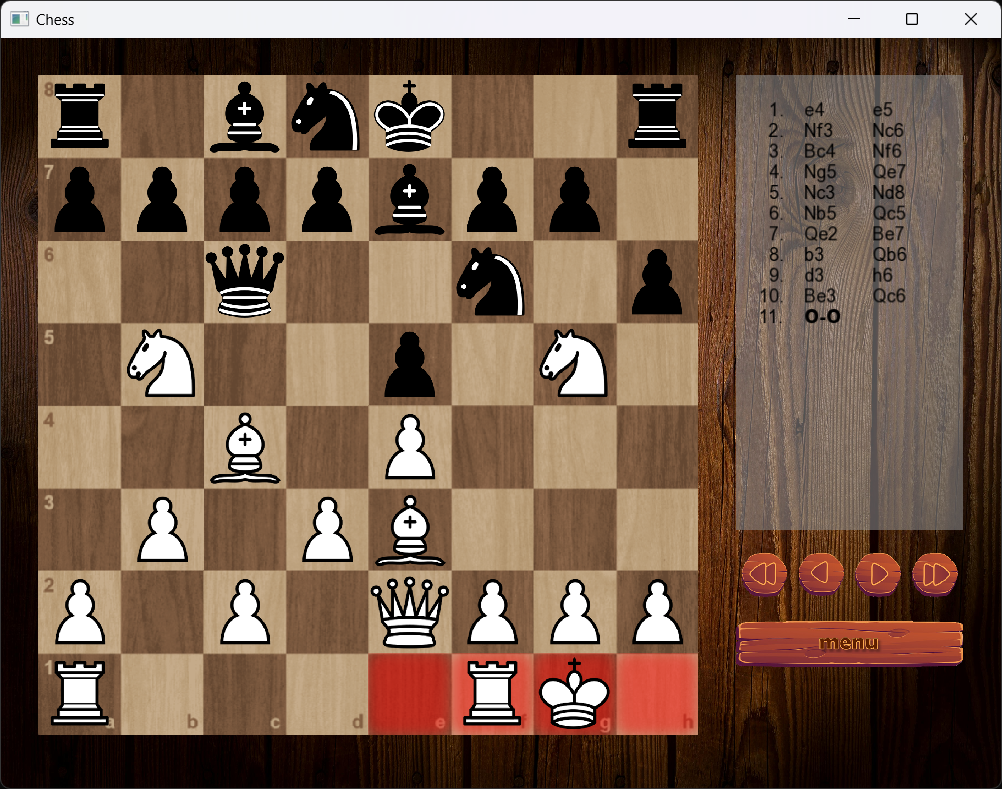 Chess
8
7
6
5
4
3
2
1
a b c d e f g h
1. e4 e5
2. Nf3 Nc6
3. Bc4 Nf6
4. Ng5 Qe7
5. Nc3 Nd8
6. Nb5 Qc5
7. Qe2 Be7
8. b3 Qb6
9. d3 h6
10. Be3 Qc6
11. O-O
menu